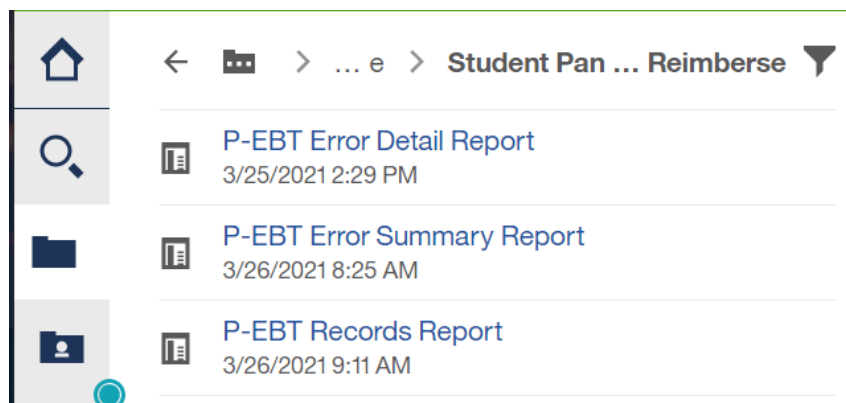 ... e > Student Pan ... Reimberse
P-EBT Error Detail Report
3/25/2021 2:29 PM
P-EBT Error Summary Report
3/26/2021 8:25 AM
P-EBT Records Report
3/26/2021 9:11 AM